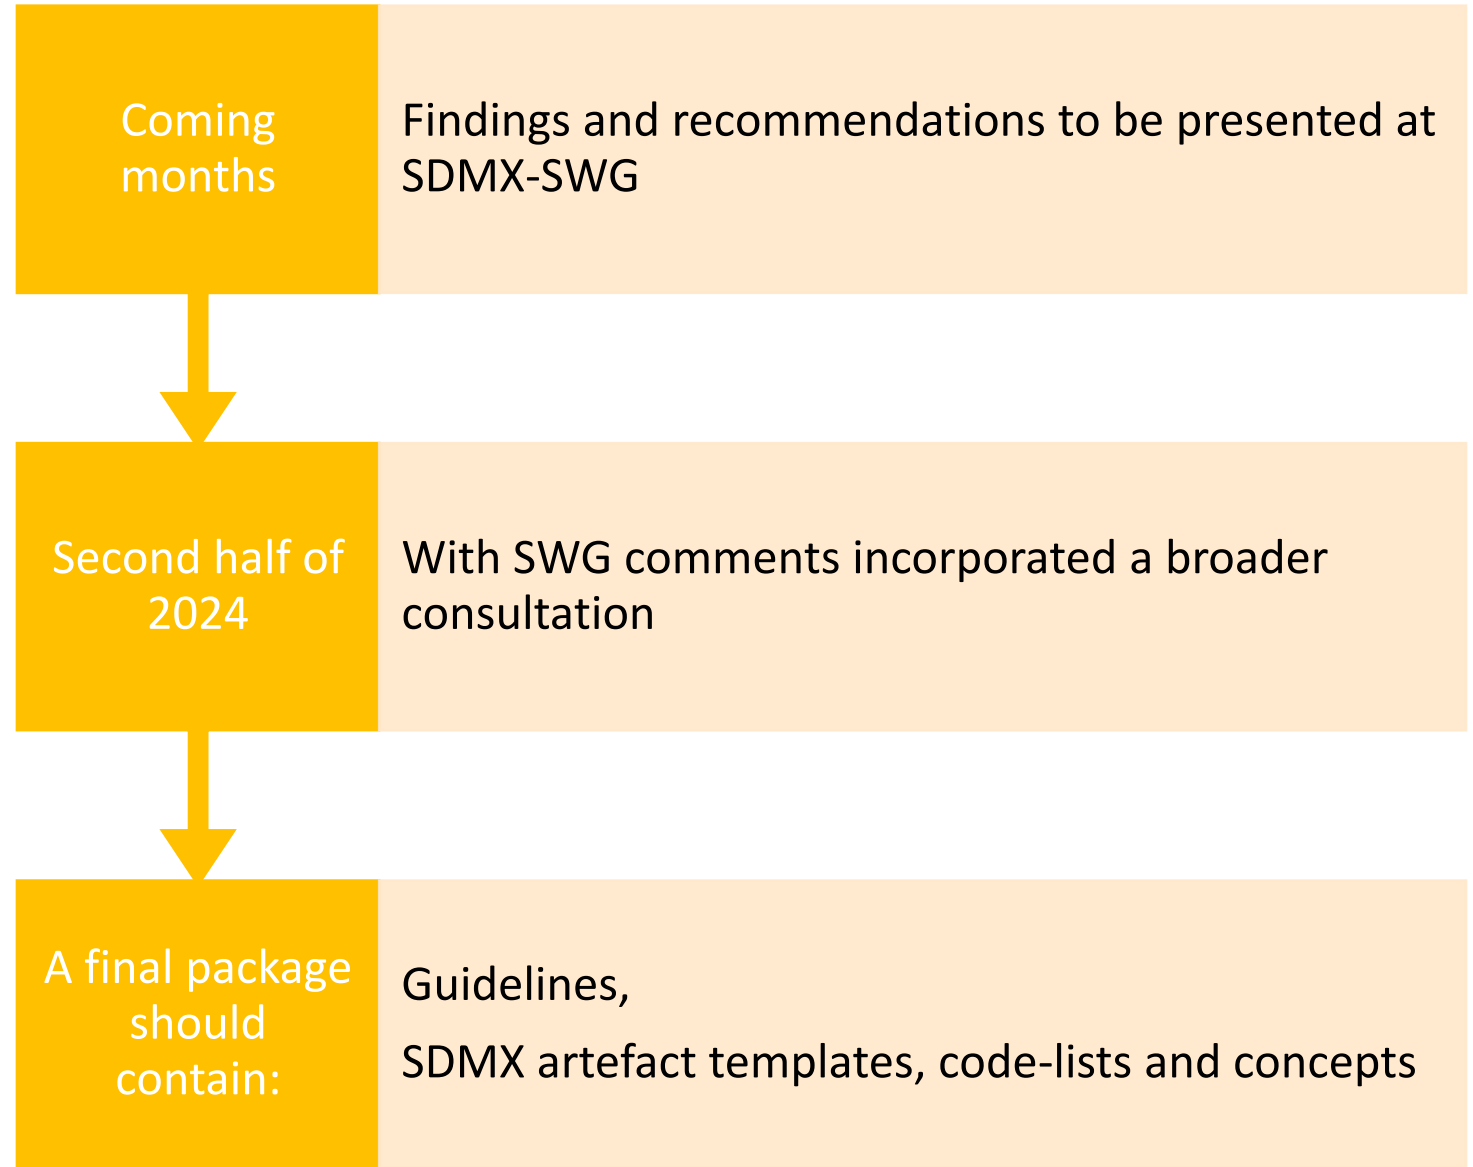 Coming
months
Findings and recommendations to be presented at
SDMX-SWG
Second half of
2024
With SWG comments incorporated a broader
consultation
A final package
should
contain:
Guidelines,
SDMX artefact templates, code-lists and concepts